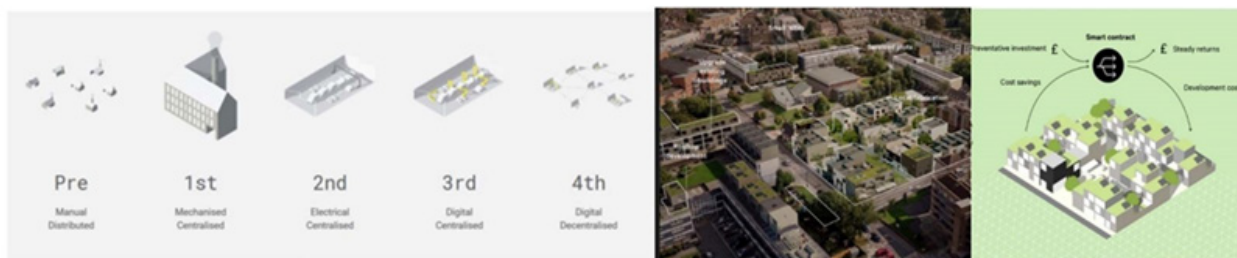 Pre
Manual
Distributed
1st
Mechanised
Centralised
2nd
Electrical
Centralised
3rd
Digital
Centralised
4th
Digital
Decentralised
Smart contract
Preventative investment £
£ Steady returns
Cost savings
Development cos